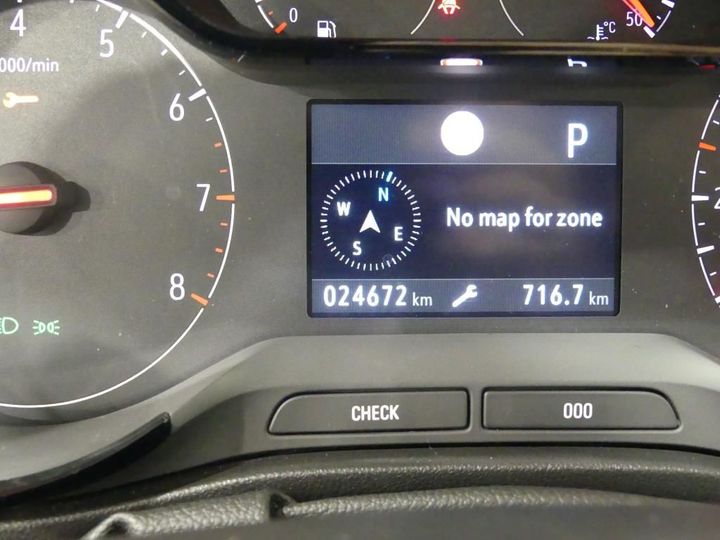 4
5
6
7
8
000/min
0
°C
50
P
N
W
E
S
No map for zone
024672 km
716.7 km
2
CHECK
000